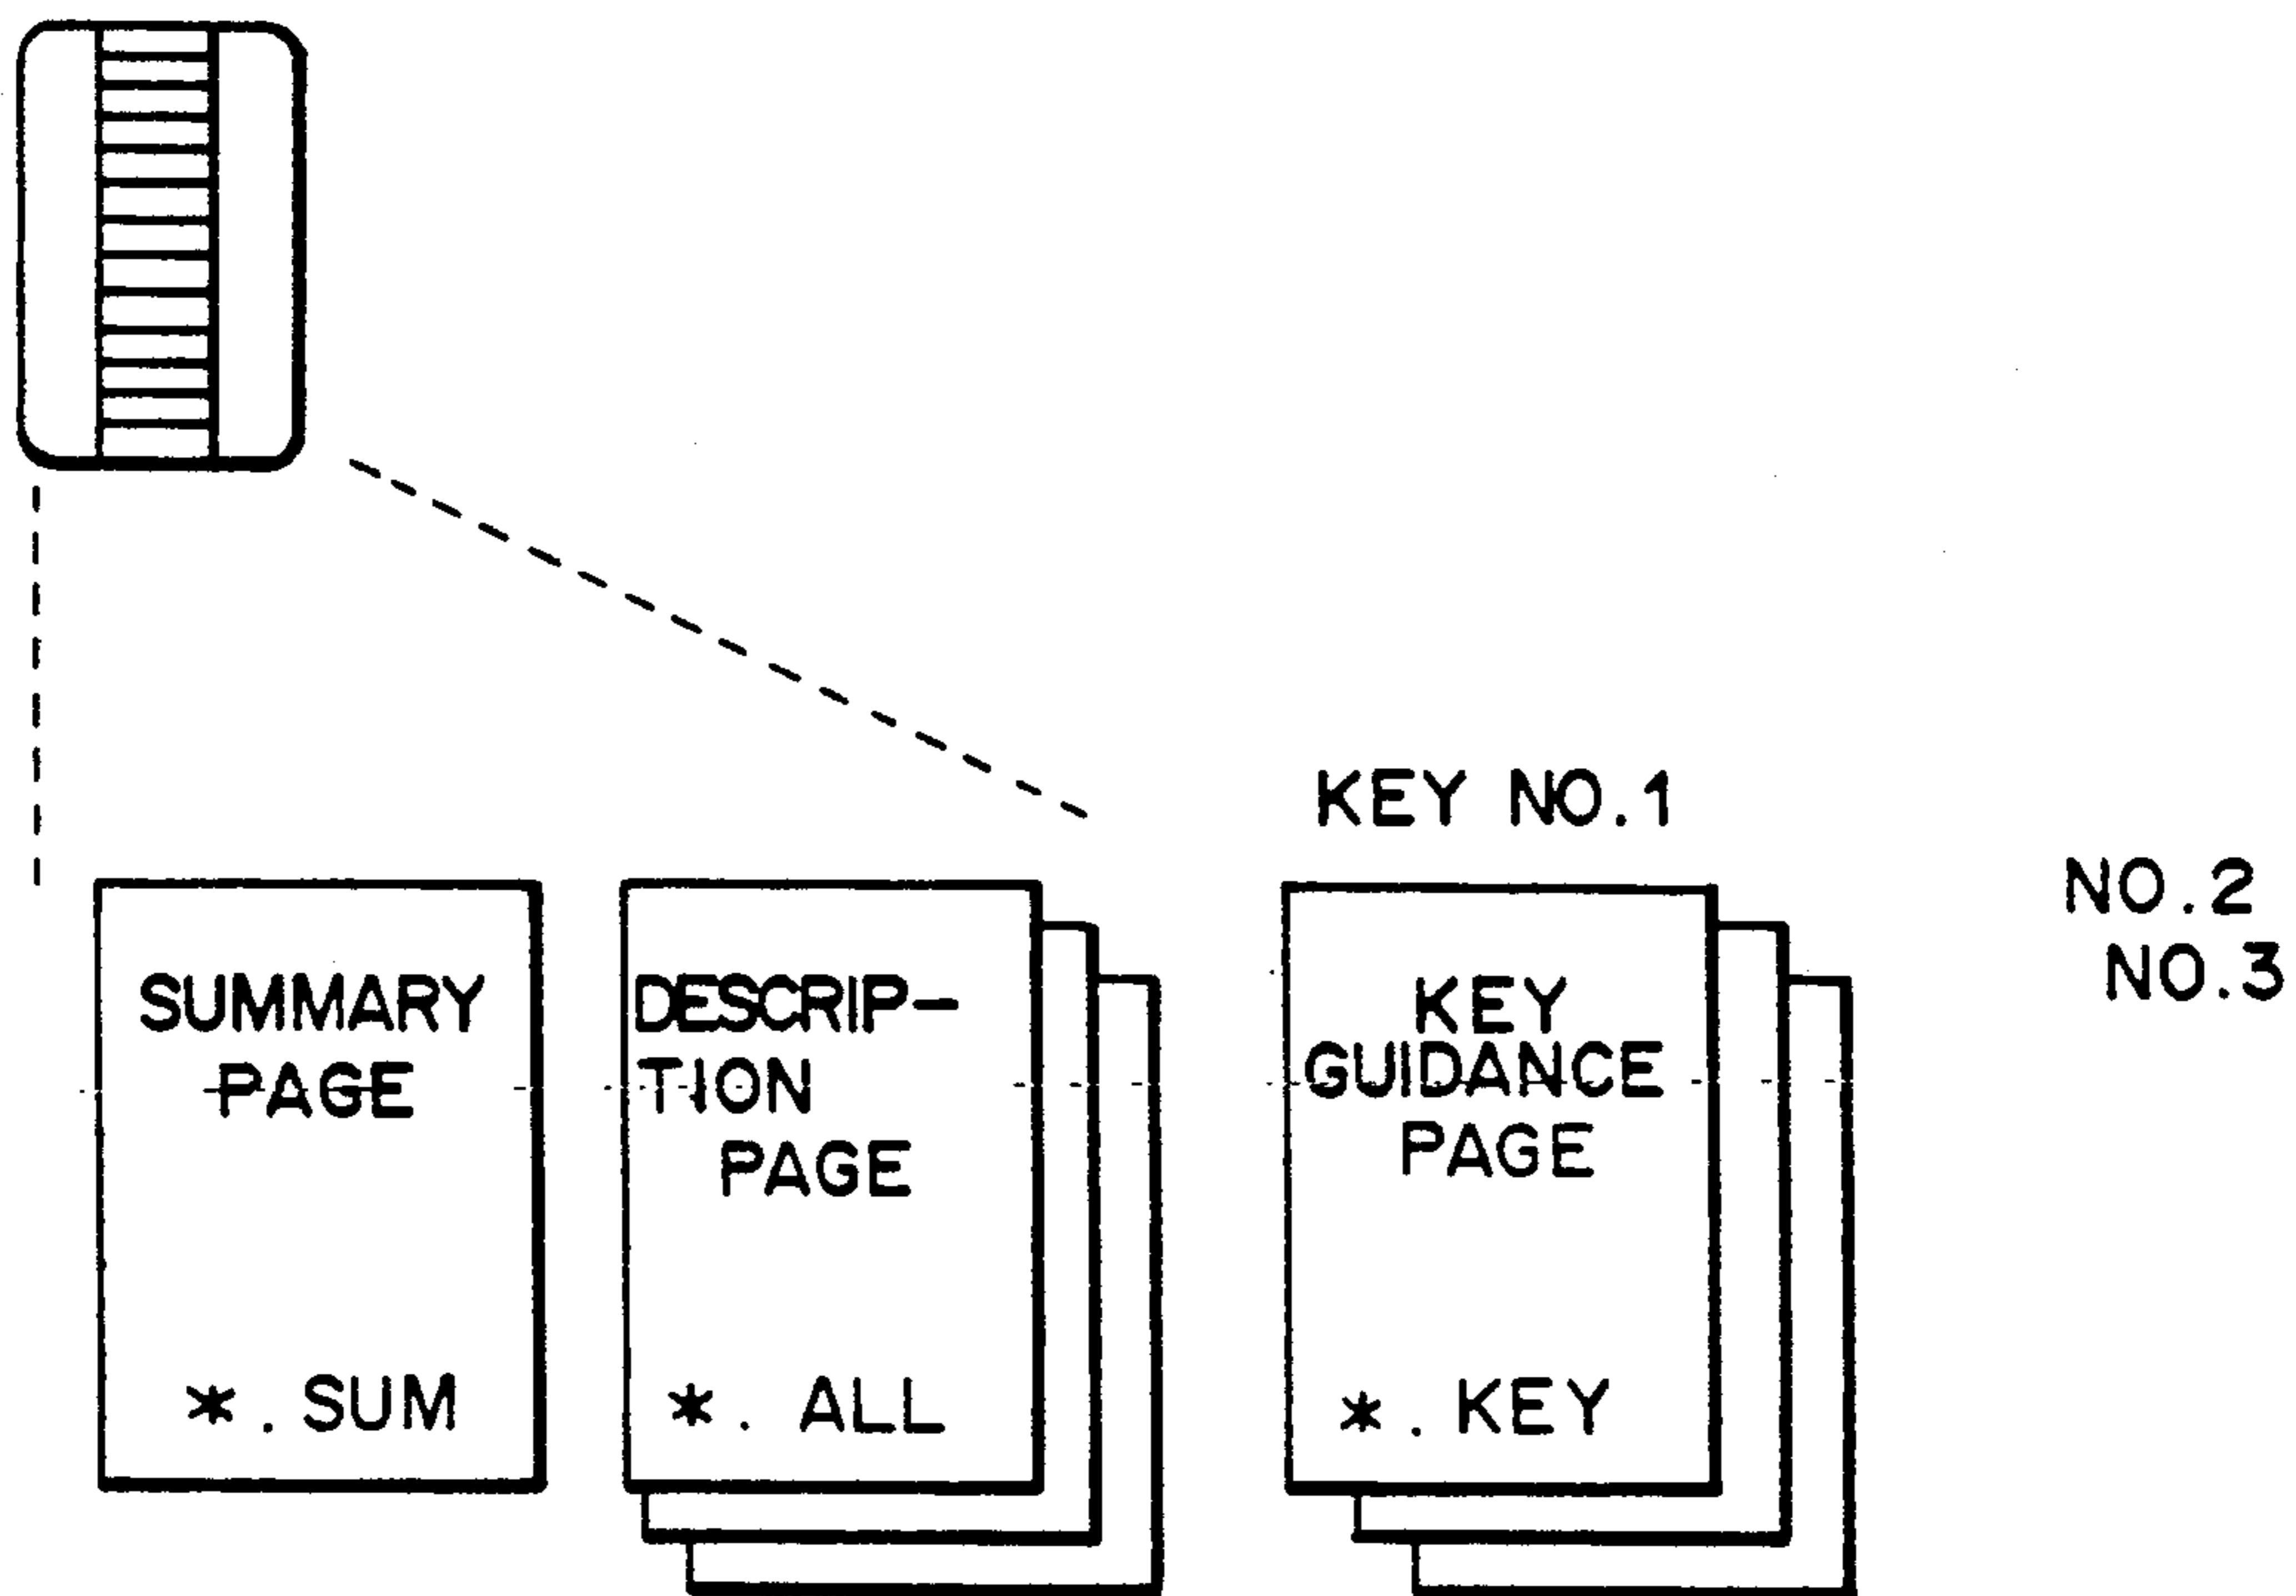 KEY NO.1
NO.2
NO.3
SUMMARY
PAGE
*.SUM
DESCRIP-
TION
PAGE
*. ALL
KEY
GUIDANCE
PAGE
*. KEY